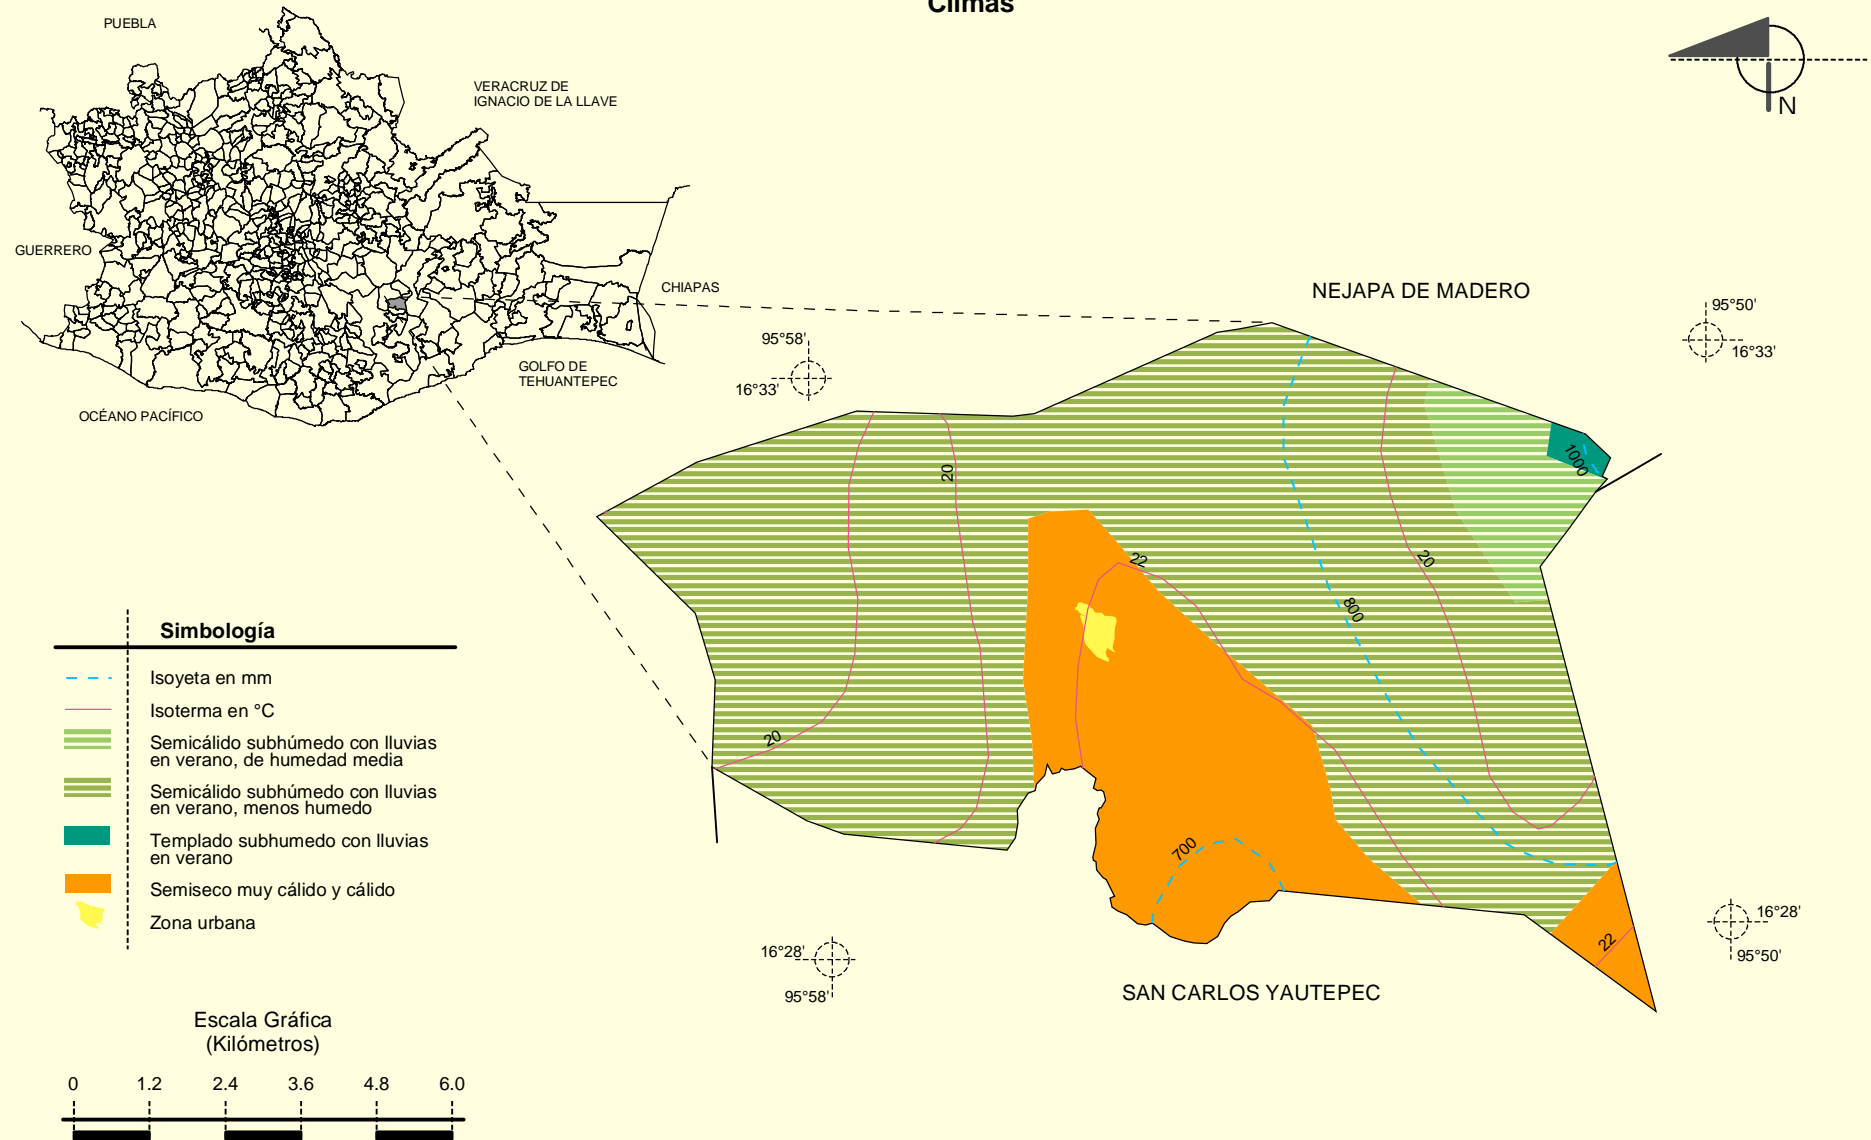 Climas
PUEBLA
VERACRUZ DE
IGNACIO DE LA LLAVE
GUERRERO
CHIAPAS
GOLFO DE
TEHUANTEPEC
OCÉANO PACÍFICO
N
NEJAPA DE MADERO
95°58'
16°33'
95°50'
16°33'
1000
20
22
20
800
20
700
22
16°28'
95°58'
16°28'
95°50'
SAN CARLOS YAUTEPEC
Simbología
Isoyeta en mm
Isoterma en °C
Semicálido subhúmedo con lluvias
en verano, de humedad media
Semicálido subhúmedo con lluvias
en verano, menos humedo
Templado subhumedo con lluvias
en verano
Semiseco muy cálido y cálido
Zona urbana
Escala Gráfica
(Kilómetros)
0 1.2 2.4 3.6 4.8 6.0